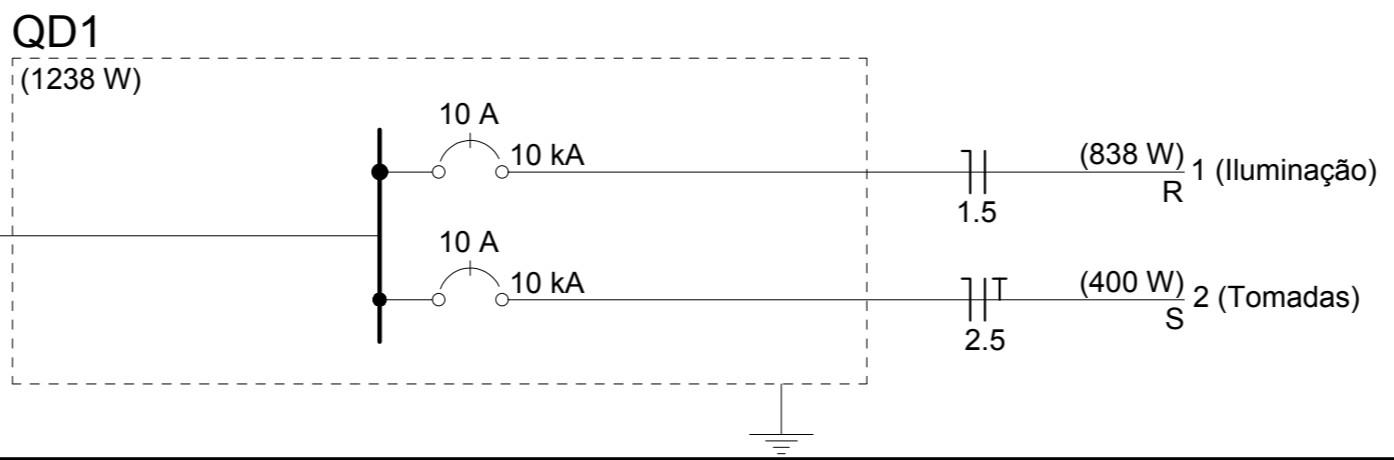 QD1
(1238 W)
10 A
10 kA
(838 W)
1 (Iluminação)
R
1.5
10 A
10 kA
(400 W)
2 (Tomadas)
S
2.5